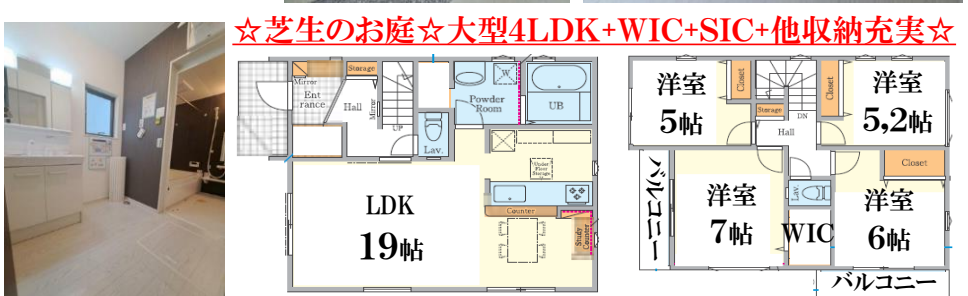 ☆芝生のお庭☆大型4LDK+WIC+SIC+他収納充実☆
Storage
Mirror
Ent
rance
Hall
Mirror
UP
Lav.
Powder
Room
W
UB
Under
Floor
Storage
Counter
Study
Counter
LDK
19帖
洋室
5帖
Closet
Storage
DN
Hall
Closet
洋室
5,2帖
バルコニー
洋室
7帖
Lav.
WIC
Closet
洋室
6帖
バルコニー